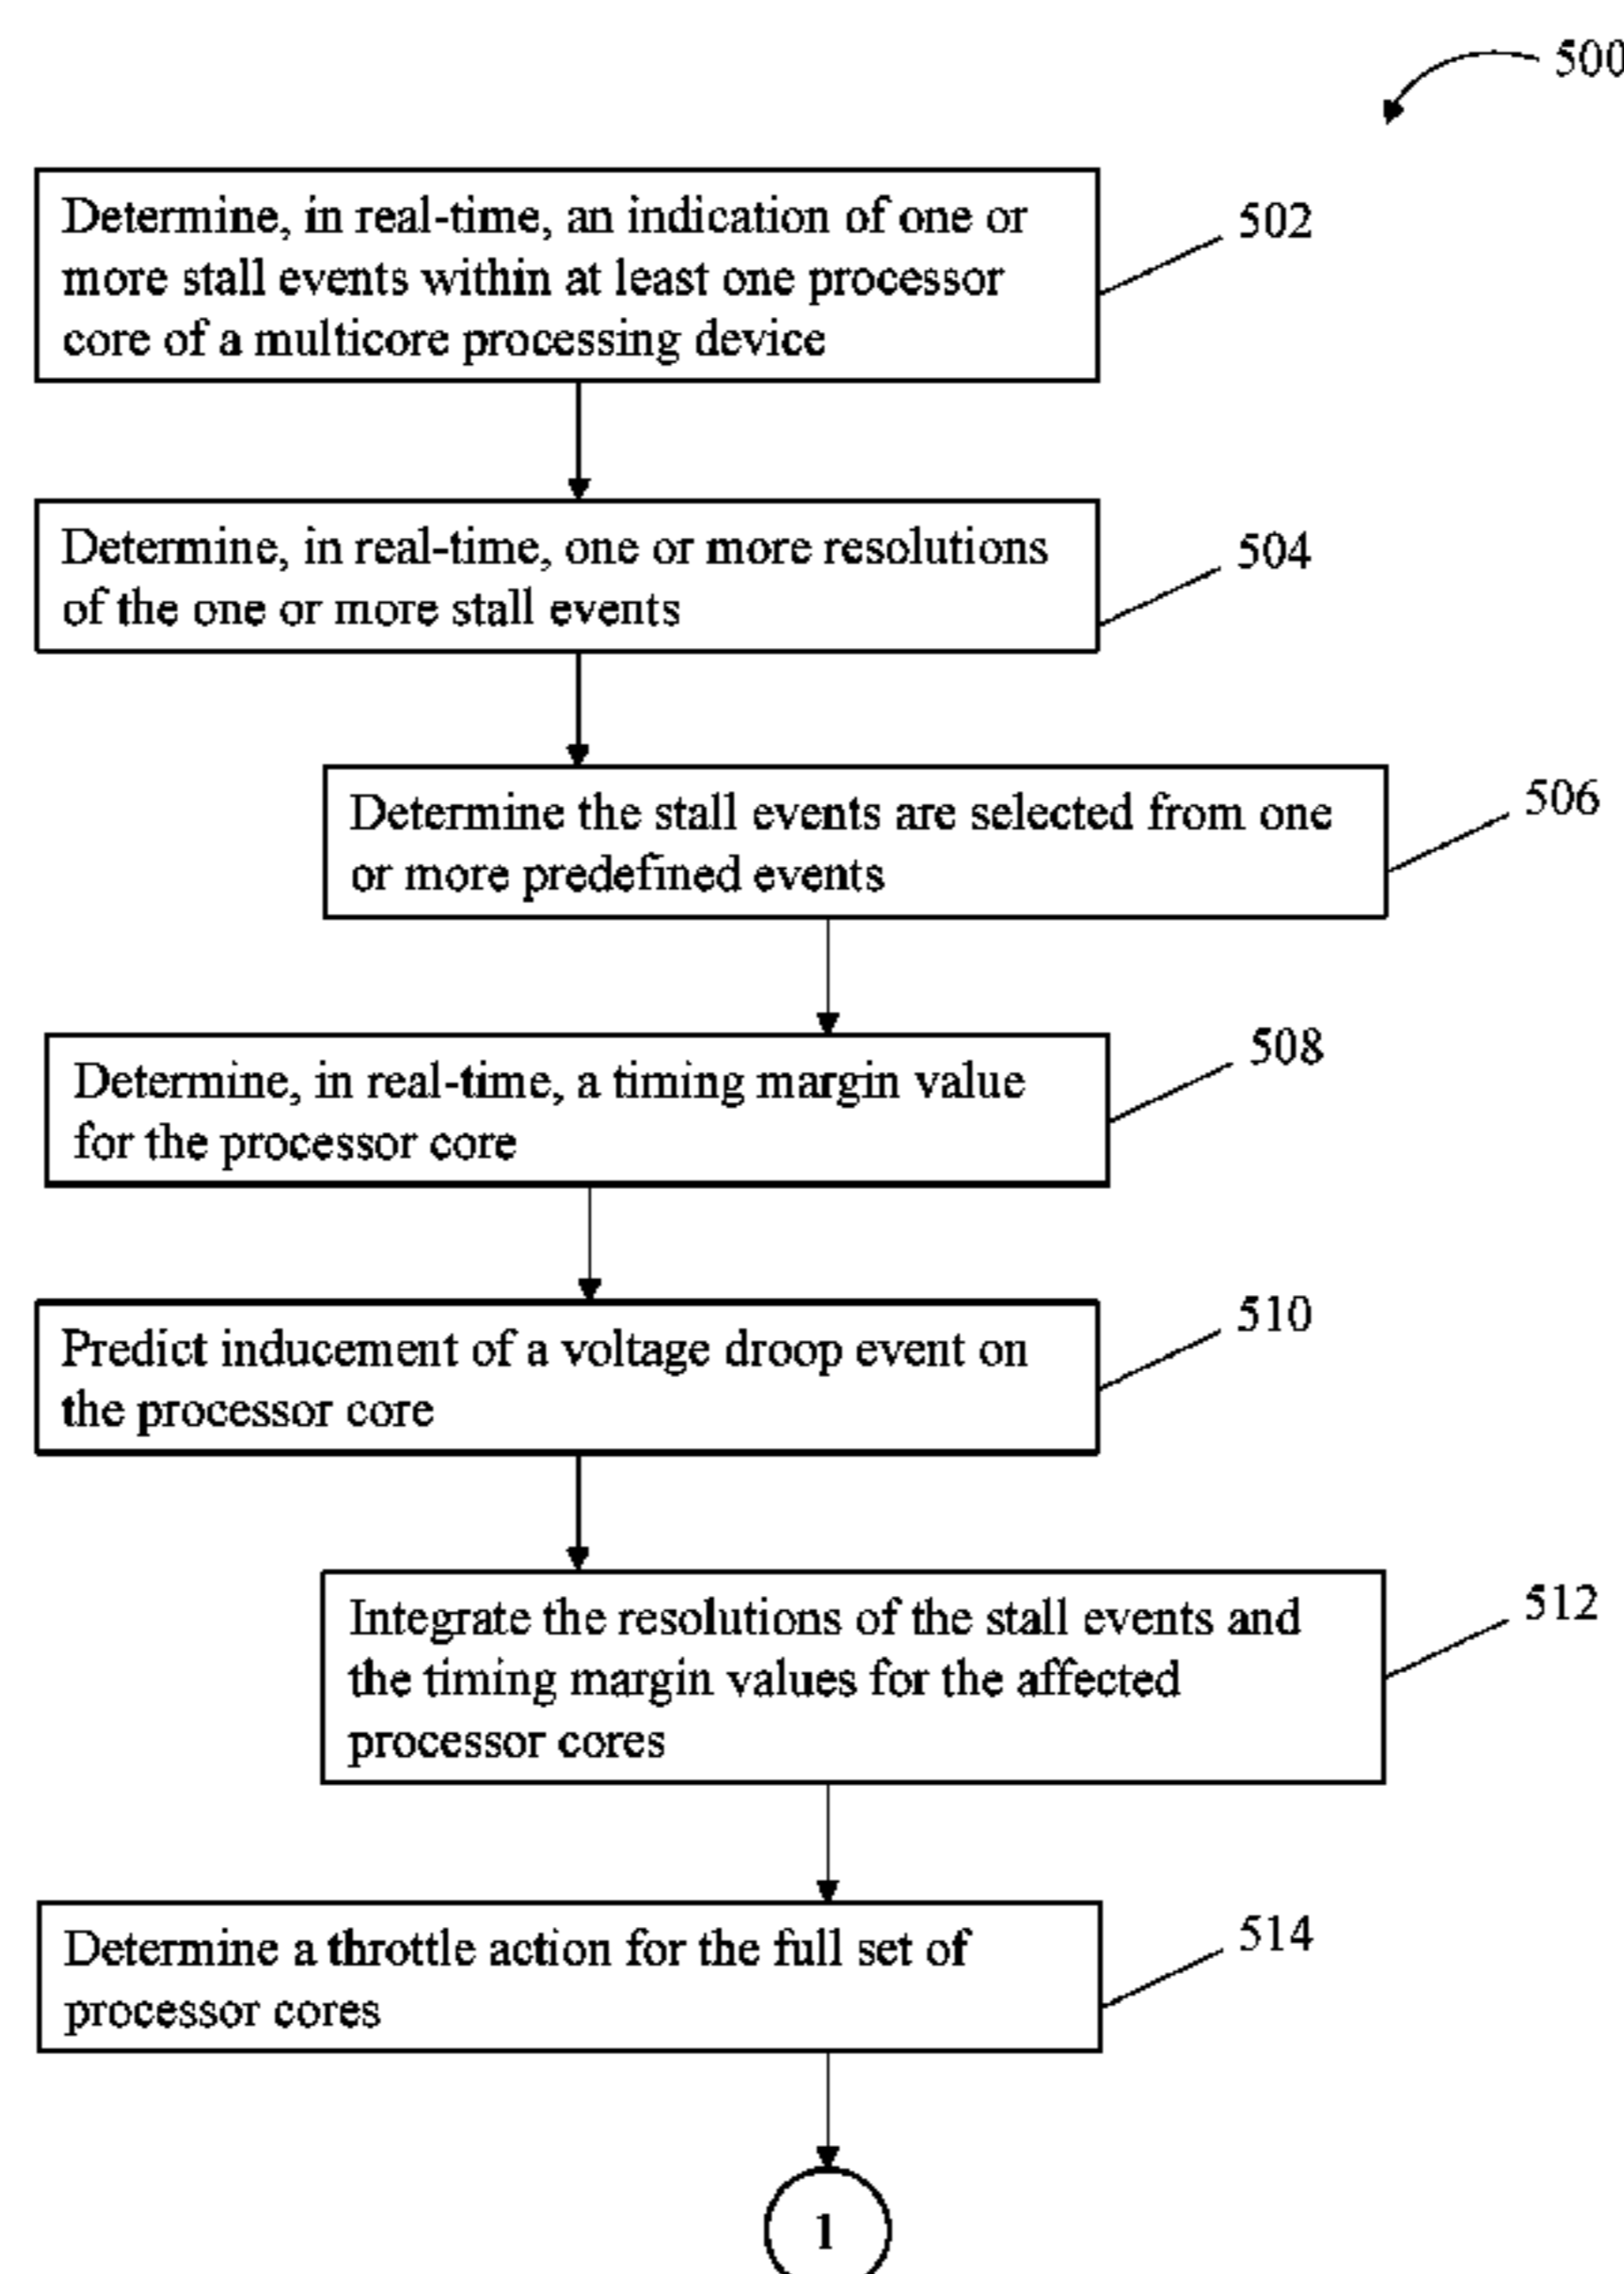 500
Determine, in real-time, an indication of one or
more stall events within at least one processor
core of a multicore processing device
502
Determine, in real-time, one or more resolutions
of the one or more stall events
504
Determine the stall events are selected from one
or more predefined events
506
Determine, in real-time, a timing margin value
for the processor core
508
Predict inducement of a voltage droop event on
the processor core
510
Integrate the resolutions of the stall events and
the timing margin values for the affected
processor cores
512
Determine a throttle action for the full set of
processor cores
514
1